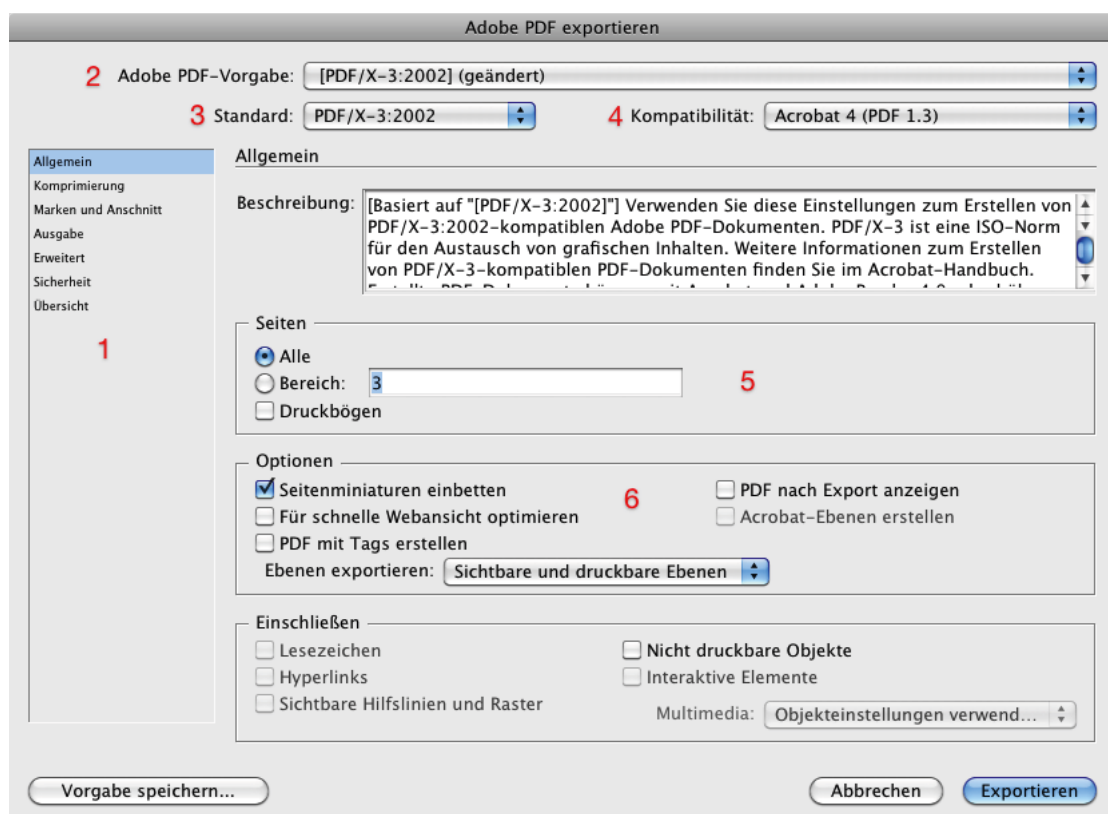 Adobe PDF exportieren
2 Adobe PDF-Vorgabe: [PDF/X-3:2002] (geändert)
3 Standard: PDF/X-3:2002 4 Kompatibilität: Acrobat 4 (PDF 1.3)
Allgemein
Komprimierung
Marken und Anschnitt
Ausgabe
Erweitert
Sicherheit
Übersicht
1
Allgemein
Beschreibung: [Basiert auf "[PDF/X-3:2002]"] Verwenden Sie diese Einstellungen zum Erstellen von
PDF/X-3:2002-kompatiblen Adobe PDF-Dokumenten. PDF/X-3 ist eine ISO-Norm
für den Austausch von grafischen Inhalten. Weitere Informationen zum Erstellen
von PDF/X-3-kompatiblen PDF-Dokumenten finden Sie im Acrobat-Handbuch.
Seiten
Alle
Bereich: 3
5
Druckbögen
Optionen
Seitenminiaturen einbetten
6
PDF nach Export anzeigen
Für schnelle Webansicht optimieren
Acrobat-Ebenen erstellen
PDF mit Tags erstellen
Ebenen exportieren: Sichtbare und druckbare Ebenen
Einschließen
Lesezeichen
Nicht druckbare Objekte
Hyperlinks
Interaktive Elemente
Sichtbare Hilfslinien und Raster
Multimedia: Objekteinstellungen verwend...
Vorgabe speichern...
Abbrechen
Exportieren